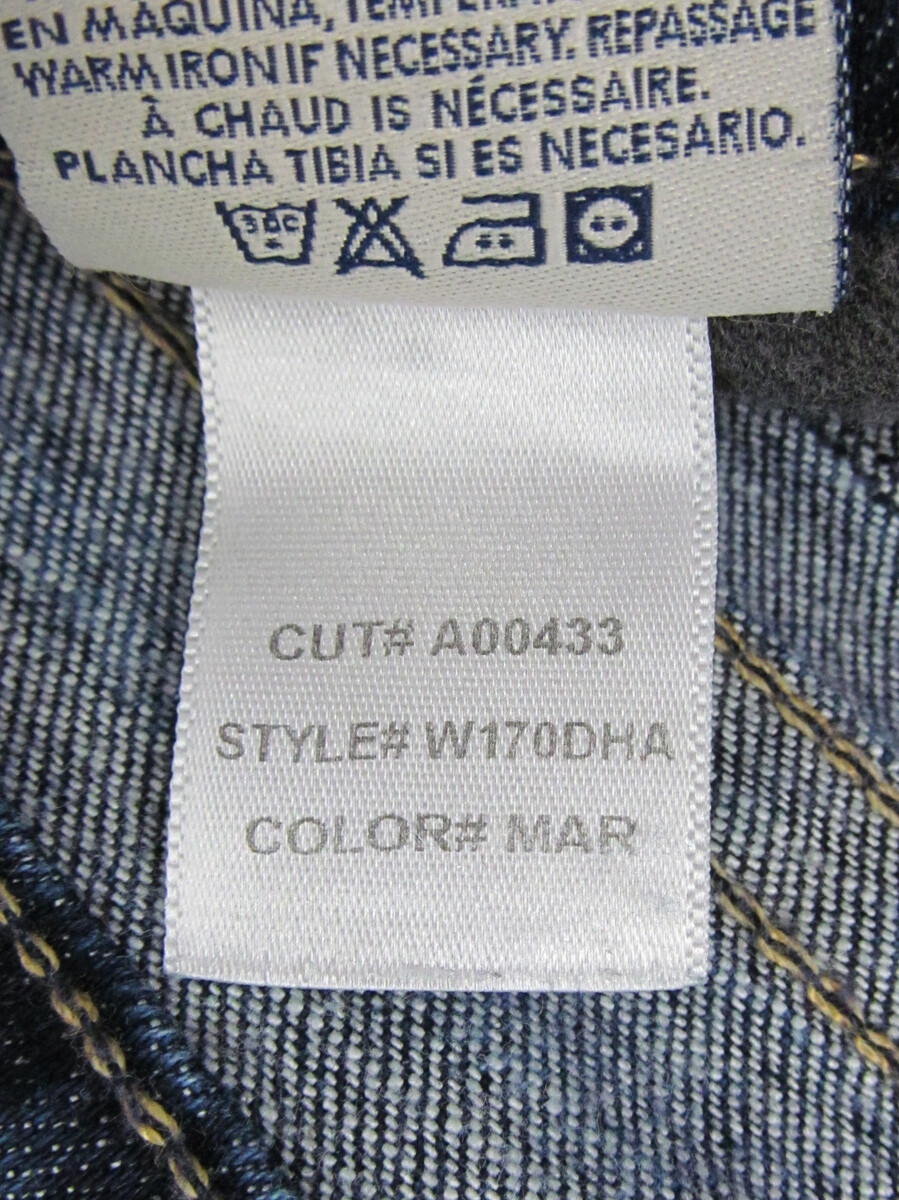 EN MAQUINA,
WARM IRON IF NECESSARY. REPASSAGE
À CHAUD IS NÉCESSAIRE.
PLANCHA TIBIA SI ES NECESARIO.
30C
CUT# A00433
STYLE# W170DHA
COLOR# MAR